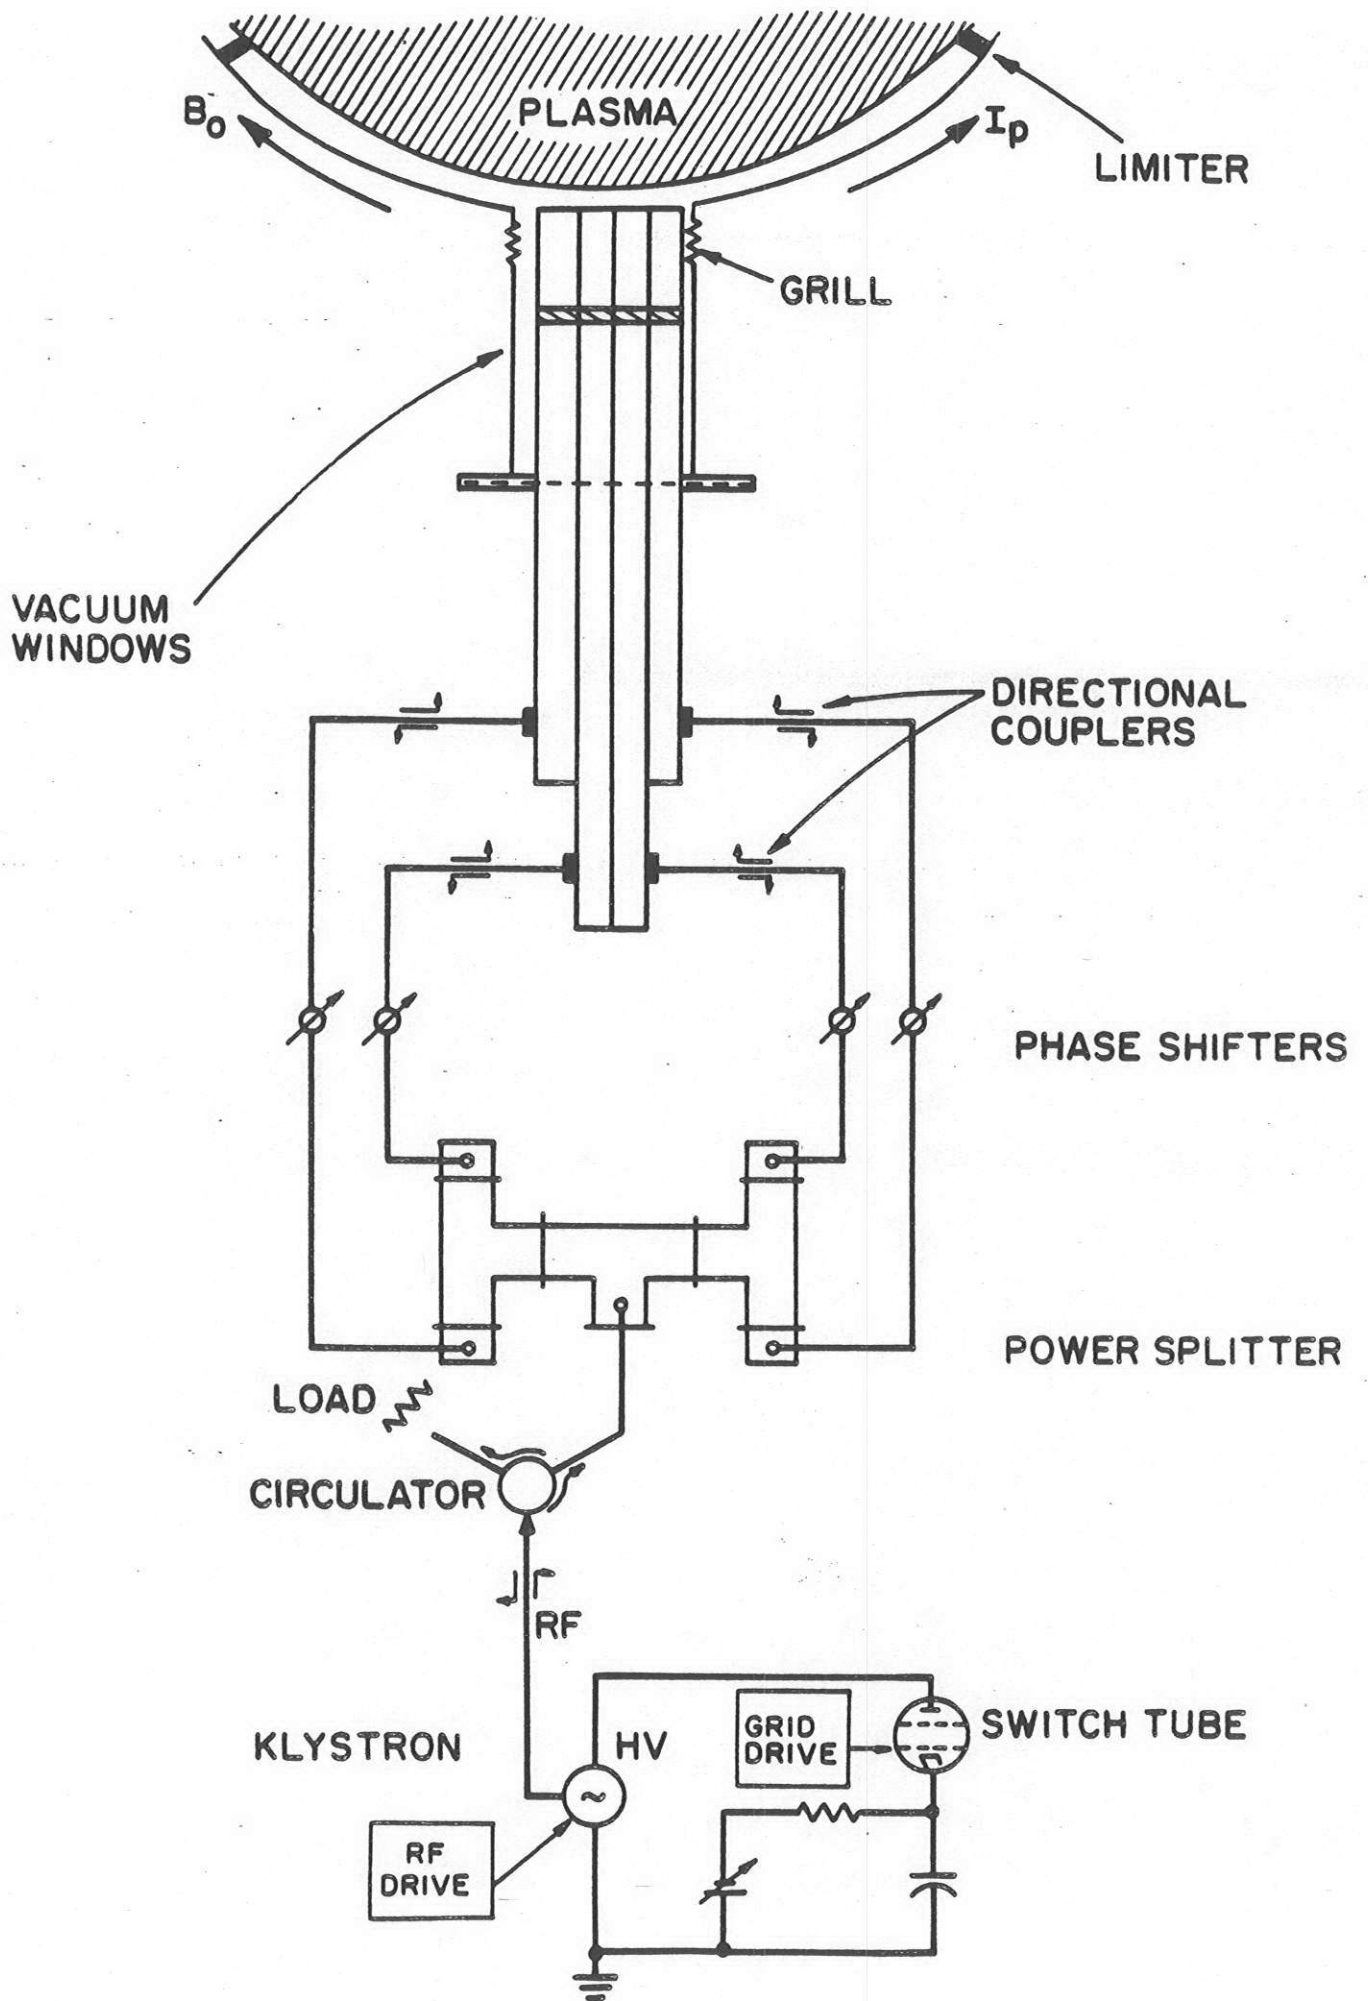 PLASMA
B₀
Iₚ
LIMITER
GRILL
VACUUM
WINDOWS
DIRECTIONAL
COUPLERS
PHASE SHIFTERS
POWER SPLITTER
LOAD
CIRCULATOR
RF
KLYSTRON
HV
GRID
DRIVE
SWITCH TUBE
RF
DRIVE
~